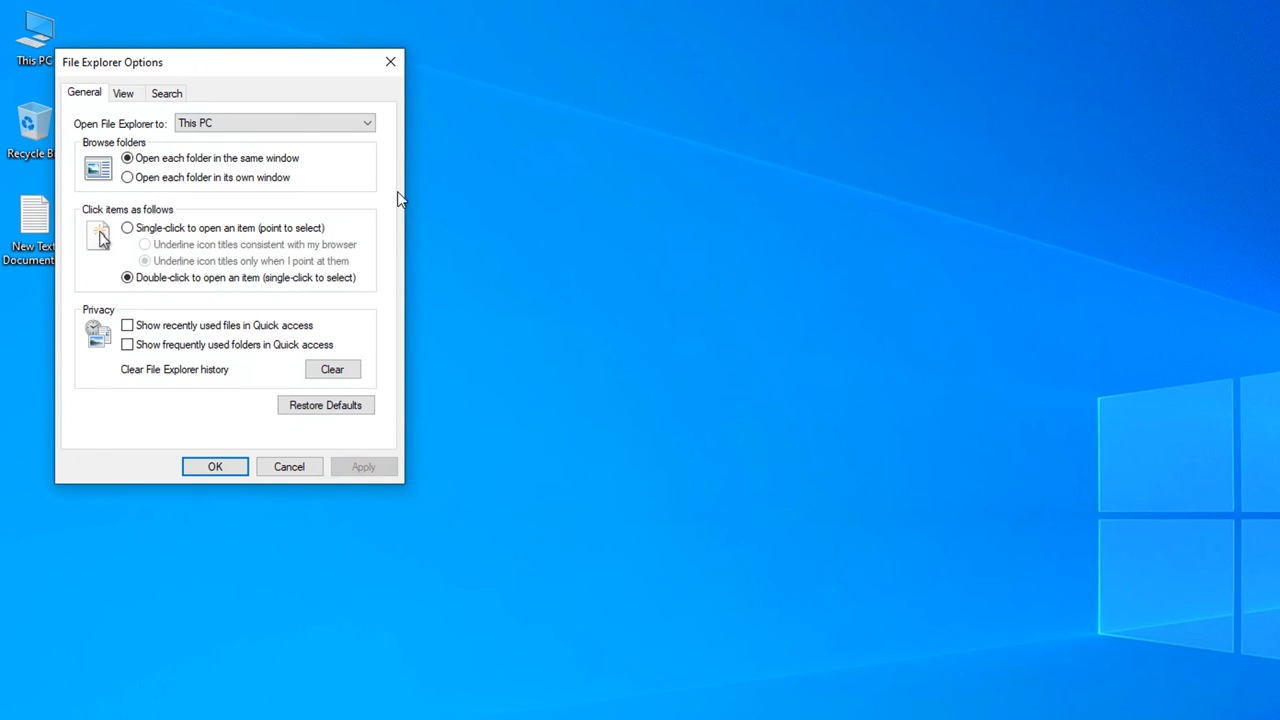 This PC
Recycle B
New Text
Document
File Explorer Options
General
View
Search
Open File Explorer to:
This PC
Browse folders
Open each folder in the same window
Open each folder in its own window
Click items as follows
Single-click to open an item (point to select)
Underline icon titles consistent with my browser
Underline icon titles only when I point at them
Double-click to open an item (single-click to select)
Privacy
Show recently used files in Quick access
Show frequently used folders in Quick access
Clear File Explorer history
Clear
Restore Defaults
OK
Cancel
Apply